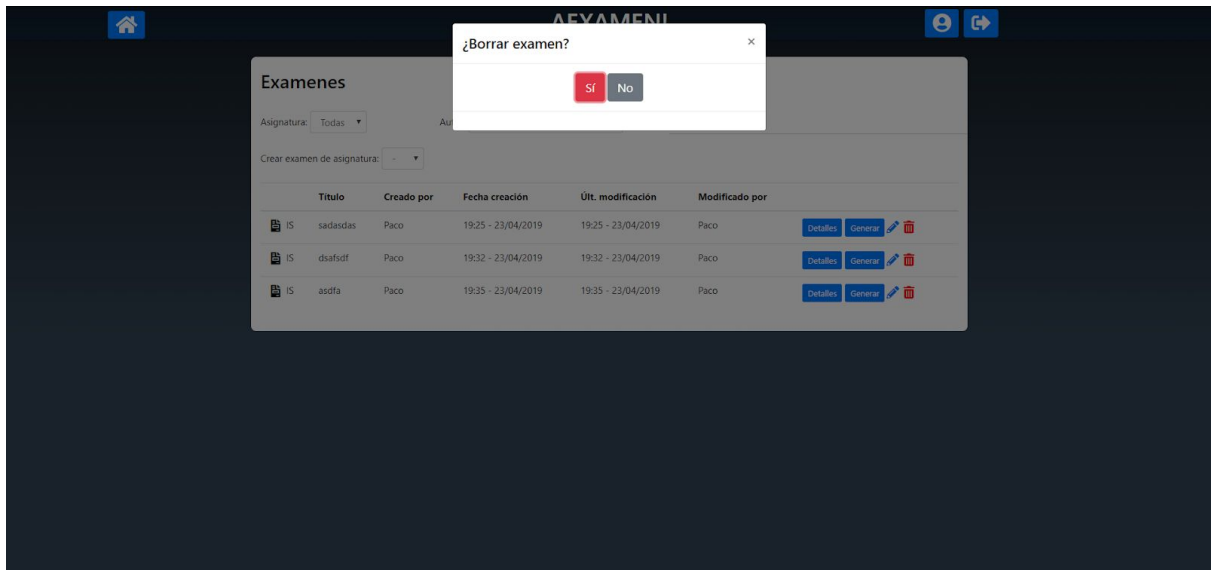 ¿Borrar examen? ×
Sí No
Examenes
Asignatura: Todas
Crear examen de asignatura: -
Título Creado por Fecha creación Últ. modificación Modificado por
IS sadasdas Paco 19:25 - 23/04/2019 19:25 - 23/04/2019 Paco Detalles Generar
IS dsafsdf Paco 19:32 - 23/04/2019 19:32 - 23/04/2019 Paco Detalles Generar
IS asdfa Paco 19:35 - 23/04/2019 19:35 - 23/04/2019 Paco Detalles Generar